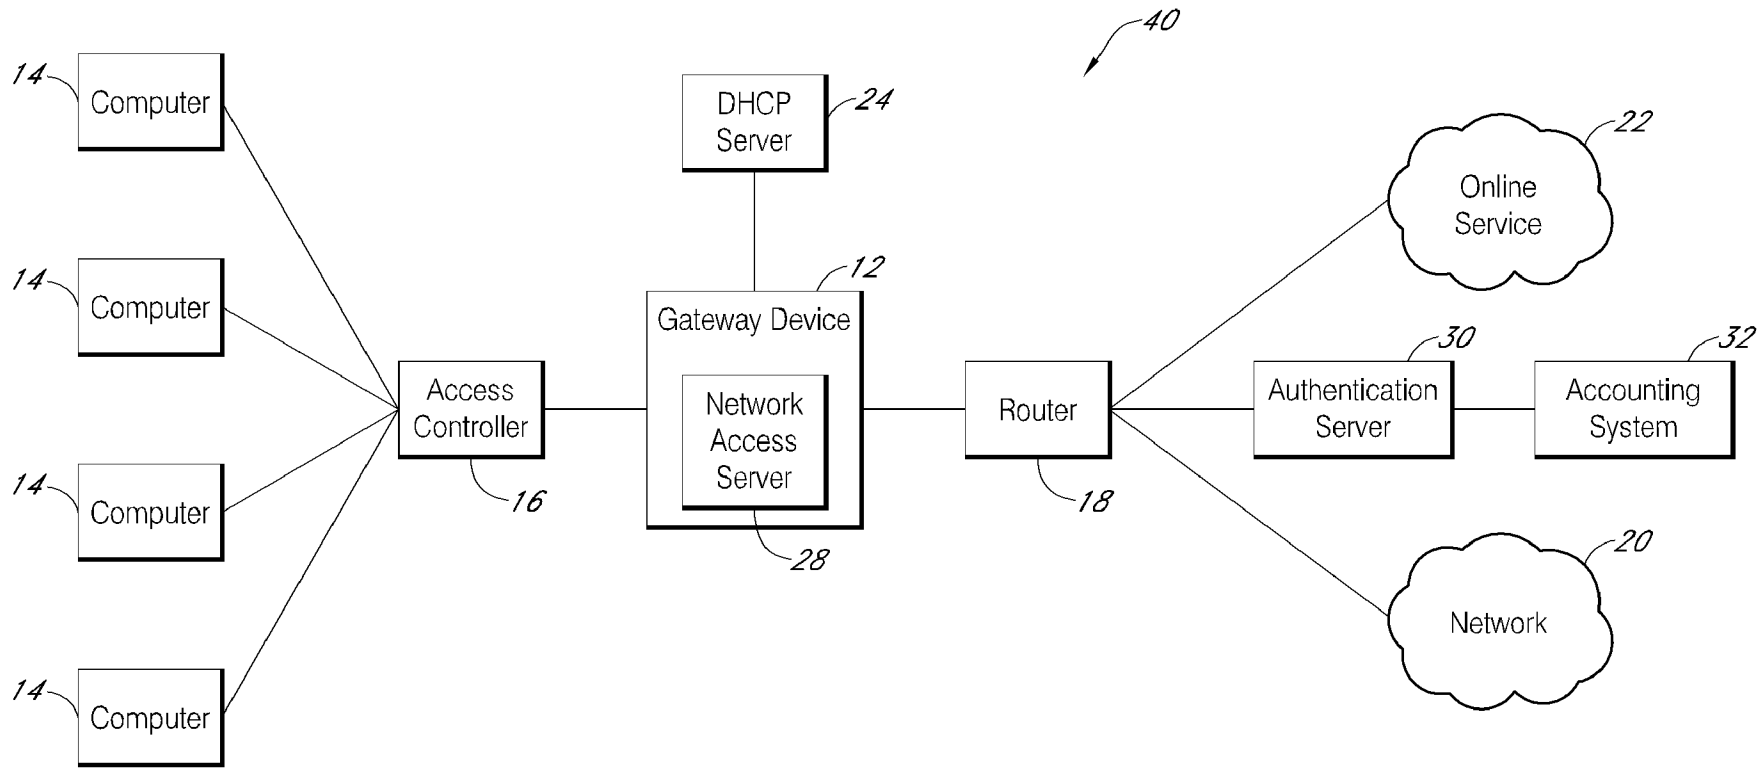 40
14
Computer
DHCP
Server
24
22
Online
Service
14
Computer
12
Gateway Device
Network
Access
Server
28
Access
Controller
16
Router
18
30
Authentication
Server
32
Accounting
System
14
Computer
20
Network
14
Computer